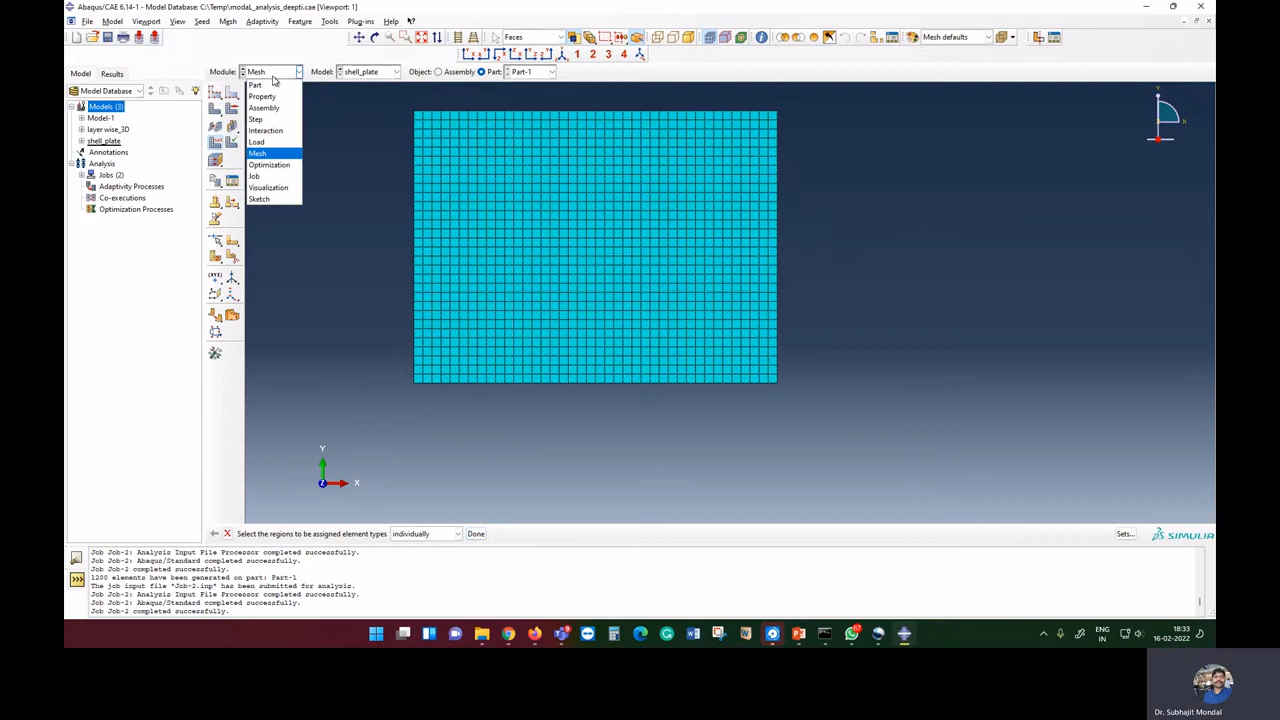 Abaqus/CAE 6.14-1 - Model Database: C:\Temp\modaL_analysis_deepti.cae [Viewport: 1]
File Model Viewport View Seed Mesh Adaptivity Feature Tools Plug-ins Help
Faces Mesh defaults
1 2 3 4
Model Results Module: Mesh Model: shell_plate Object: Assembly Part: Part-1
Model Database
Models (3)
Model-1
layer wise_3D
shell_plate
Annotations
Analysis
Jobs (2)
Adaptivity Processes
Co-executions
Optimization Processes
Part
Property
Assembly
Step
Interaction
Load
Mesh
Optimization
Job
Visualization
Sketch
(XYZ)
Y
X
Y
Z X
Select the regions to be assigned element types individually Done Sets... SIMULIA
Job Job-2: Analysis Input File Processor completed successfully.
Job Job-2: Abaqus/Standard completed successfully.
Job Job-2 completed successfully.
1200 elements have been generated on part: Part-1
The job input file "Job-2.inp" has been submitted for analysis.
Job Job-2: Analysis Input File Processor completed successfully.
Job Job-2: Abaqus/Standard completed successfully.
Job Job-2 completed successfully.
>>>
67
ENG
IN
18:33
16-02-2022
Dr. Subhajit Mondal